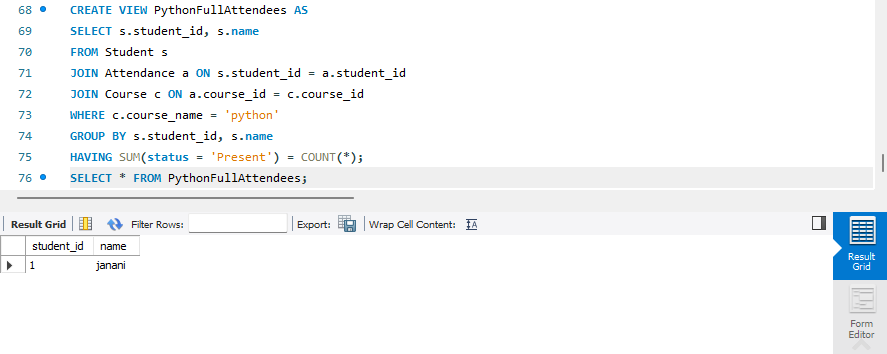 68 CREATE VIEW PythonFullAttendees AS
69 SELECT s.student_id, s.name
70 FROM Student s
71 JOIN Attendance a ON s.student_id = a.student_id
72 JOIN Course c ON a.course_id = c.course_id
73 WHERE c.course_name = 'python'
74 GROUP BY s.student_id, s.name
75 HAVING SUM(status = 'Present') = COUNT(*);
76 SELECT * FROM PythonFullAttendees;
Result Grid Filter Rows: Export: Wrap Cell Content: IA
student_id name
1 janani
Result
Grid
Form
Editor